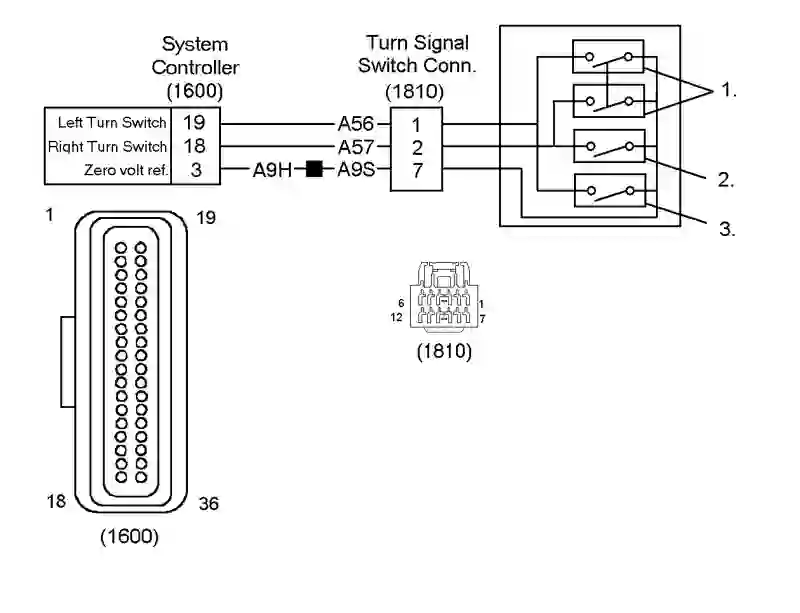 System
Controller
(1600)
Turn Signal
Switch Conn.
(1810)
Left Turn Switch 19 A56 1
Right Turn Switch 18 A57 2
Zero volt ref. 3 A9H A9S 7
1.
2.
3.
1 19
18 36
(1600)
6 1
12 7
(1810)